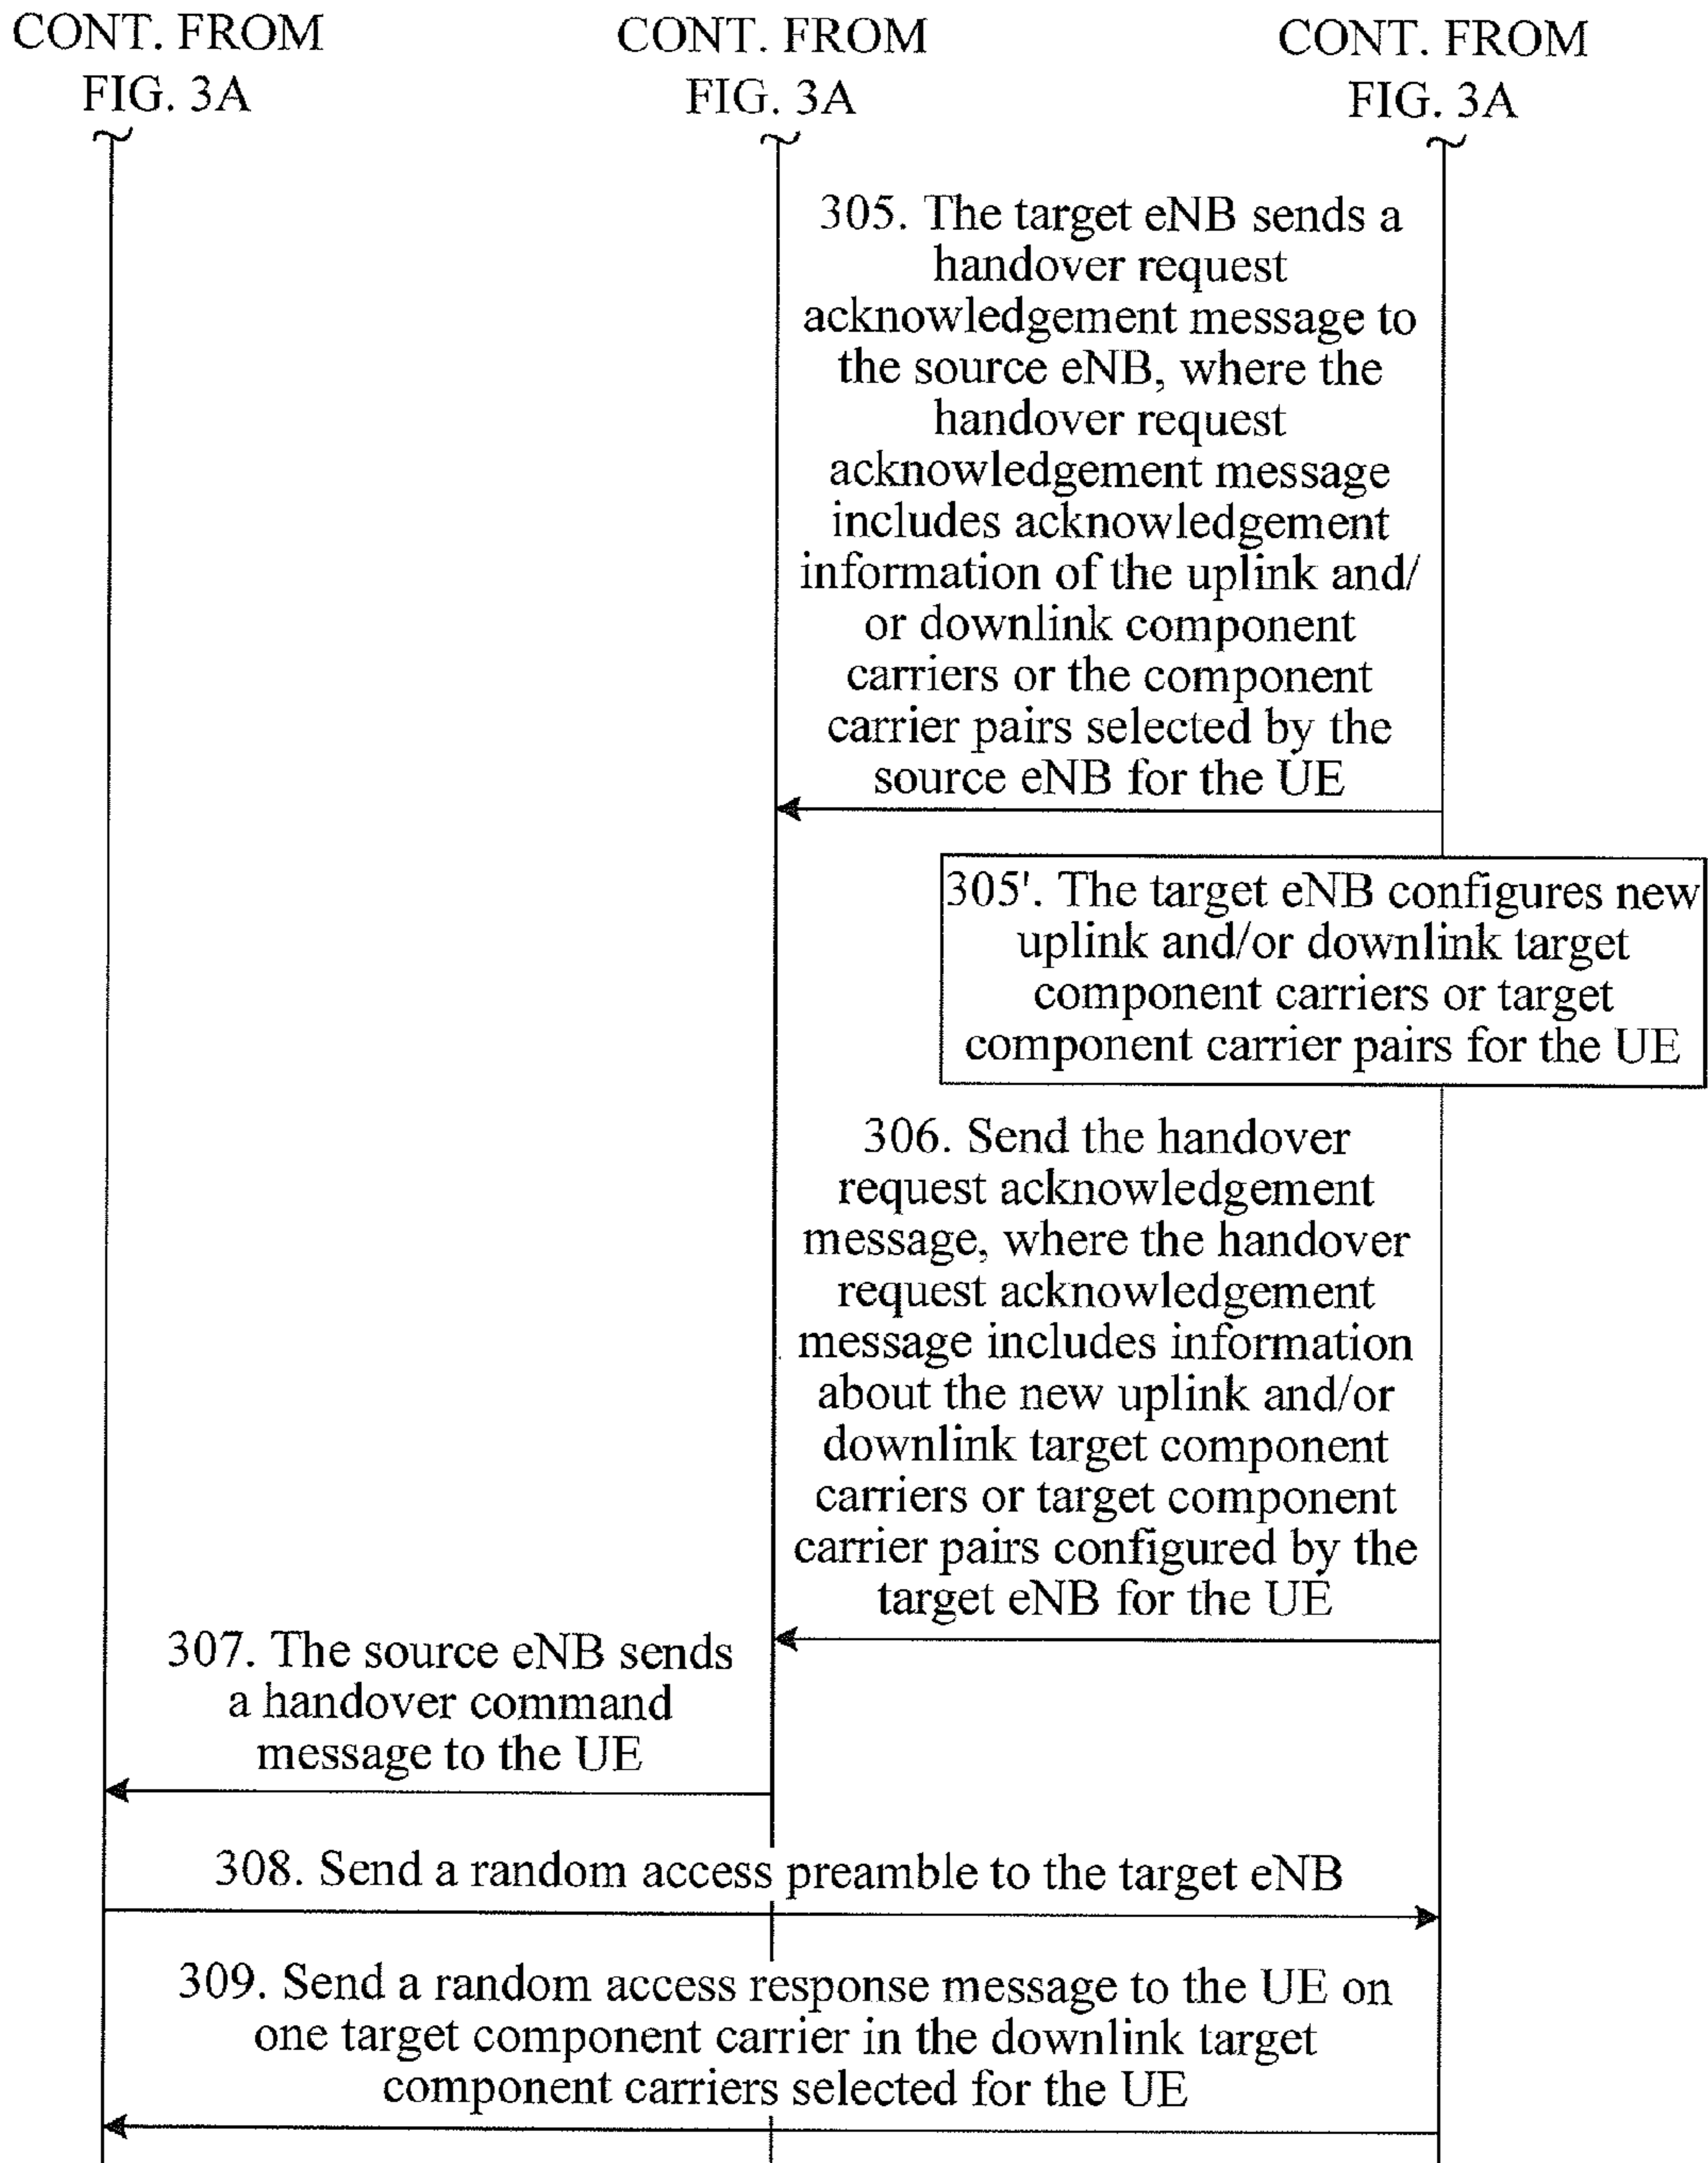 CONT. FROM
FIG. 3A
CONT. FROM
FIG. 3A
CONT. FROM
FIG. 3A
305. The target eNB sends a
handover request
acknowledgement message to
the source eNB, where the
handover request
acknowledgement message
includes acknowledgement
information of the uplink and/
or downlink component
carriers or the component
carrier pairs selected by the
source eNB for the UE
305'. The target eNB configures new
uplink and/or downlink target
component carriers or target
component carrier pairs for the UE
306. Send the handover
request acknowledgement
message, where the handover
request acknowledgement
message includes information
about the new uplink and/or
downlink target component
carriers or target component
carrier pairs configured by the
target eNB for the UE
307. The source eNB sends
a handover command
message to the UE
308. Send a random access preamble to the target eNB
309. Send a random access response message to the UE on
one target component carrier in the downlink target
component carriers selected for the UE